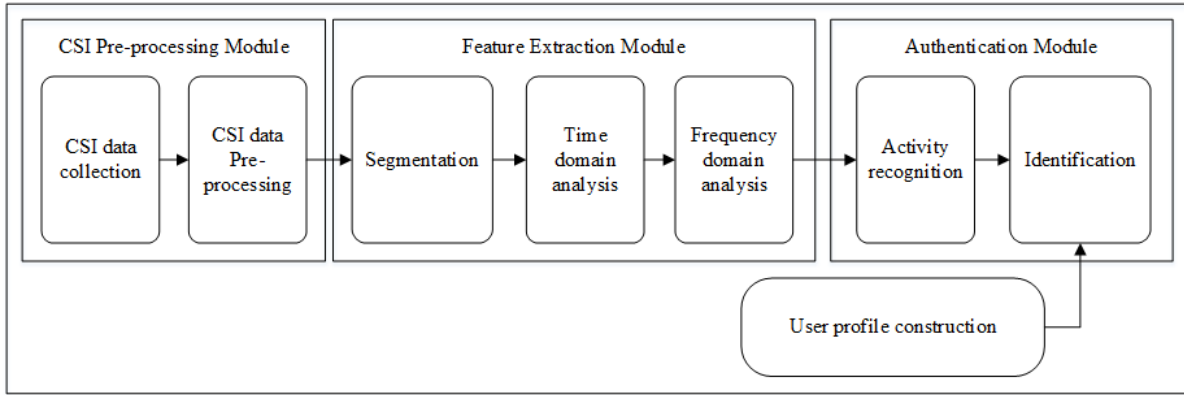 CSI Pre-processing Module
CSI data
collection
CSI data
Pre-
processing
Feature Extraction Module
Segmentation
Time
domain
analysis
Frequency
domain
analysis
Authentication Module
Activity
recognition
Identification
User profile construction